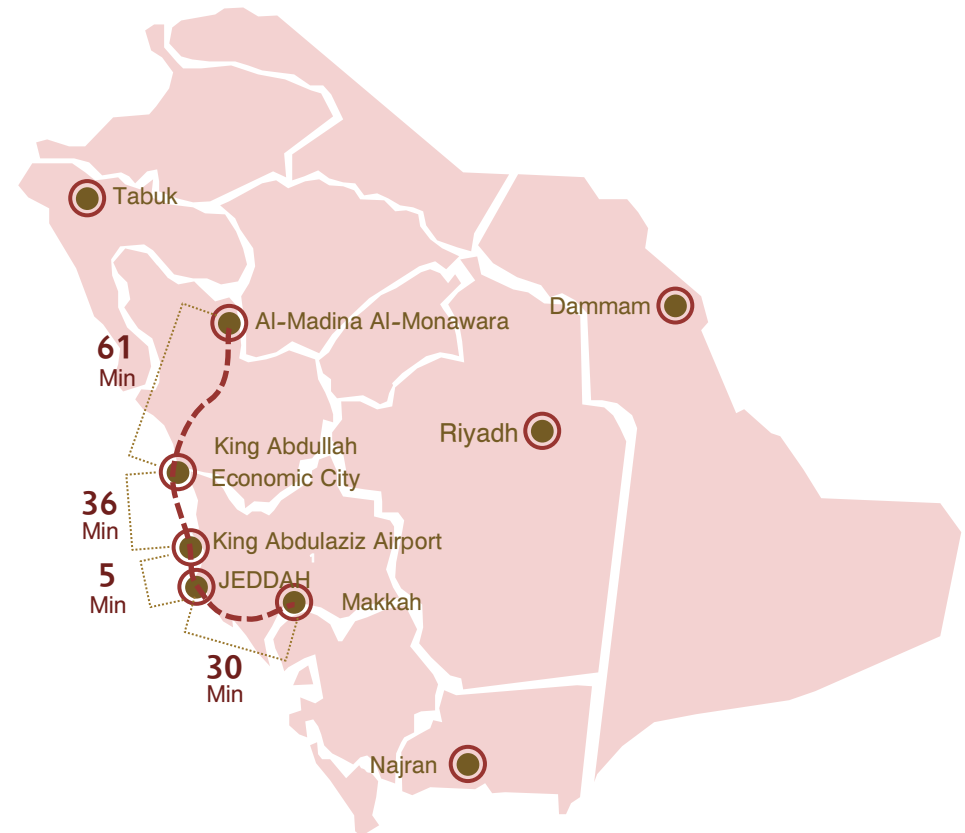 Tabuk
Dammam
Al-Madina Al-Monawara
61
Min
Riyadh
King Abdullah
Economic City
36
Min
King Abdulaziz Airport
1
5
Min
JEDDAH
Makkah
30
Min
Najran